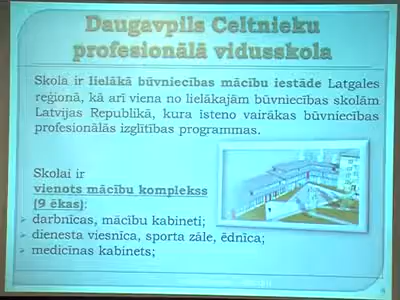 Daugavpils Celtnieku
profesionālā vidusskola
Skola ir lielākā būvniecības mācību iestāde Latgales
reģionā, kā arī viena no lielākajām būvniecības skolām
Latvijas Republikā, kura īsteno vairākas būvniecības
profesionālās izglītības programmas.
Skolai ir
vienots mācību komplekss
(9 ēkas):
➢ darbnīcas, mācību kabineti;
➢ dienesta viesnīca, sporta zāle, ēdnīca;
➢ medicīnas kabinets;